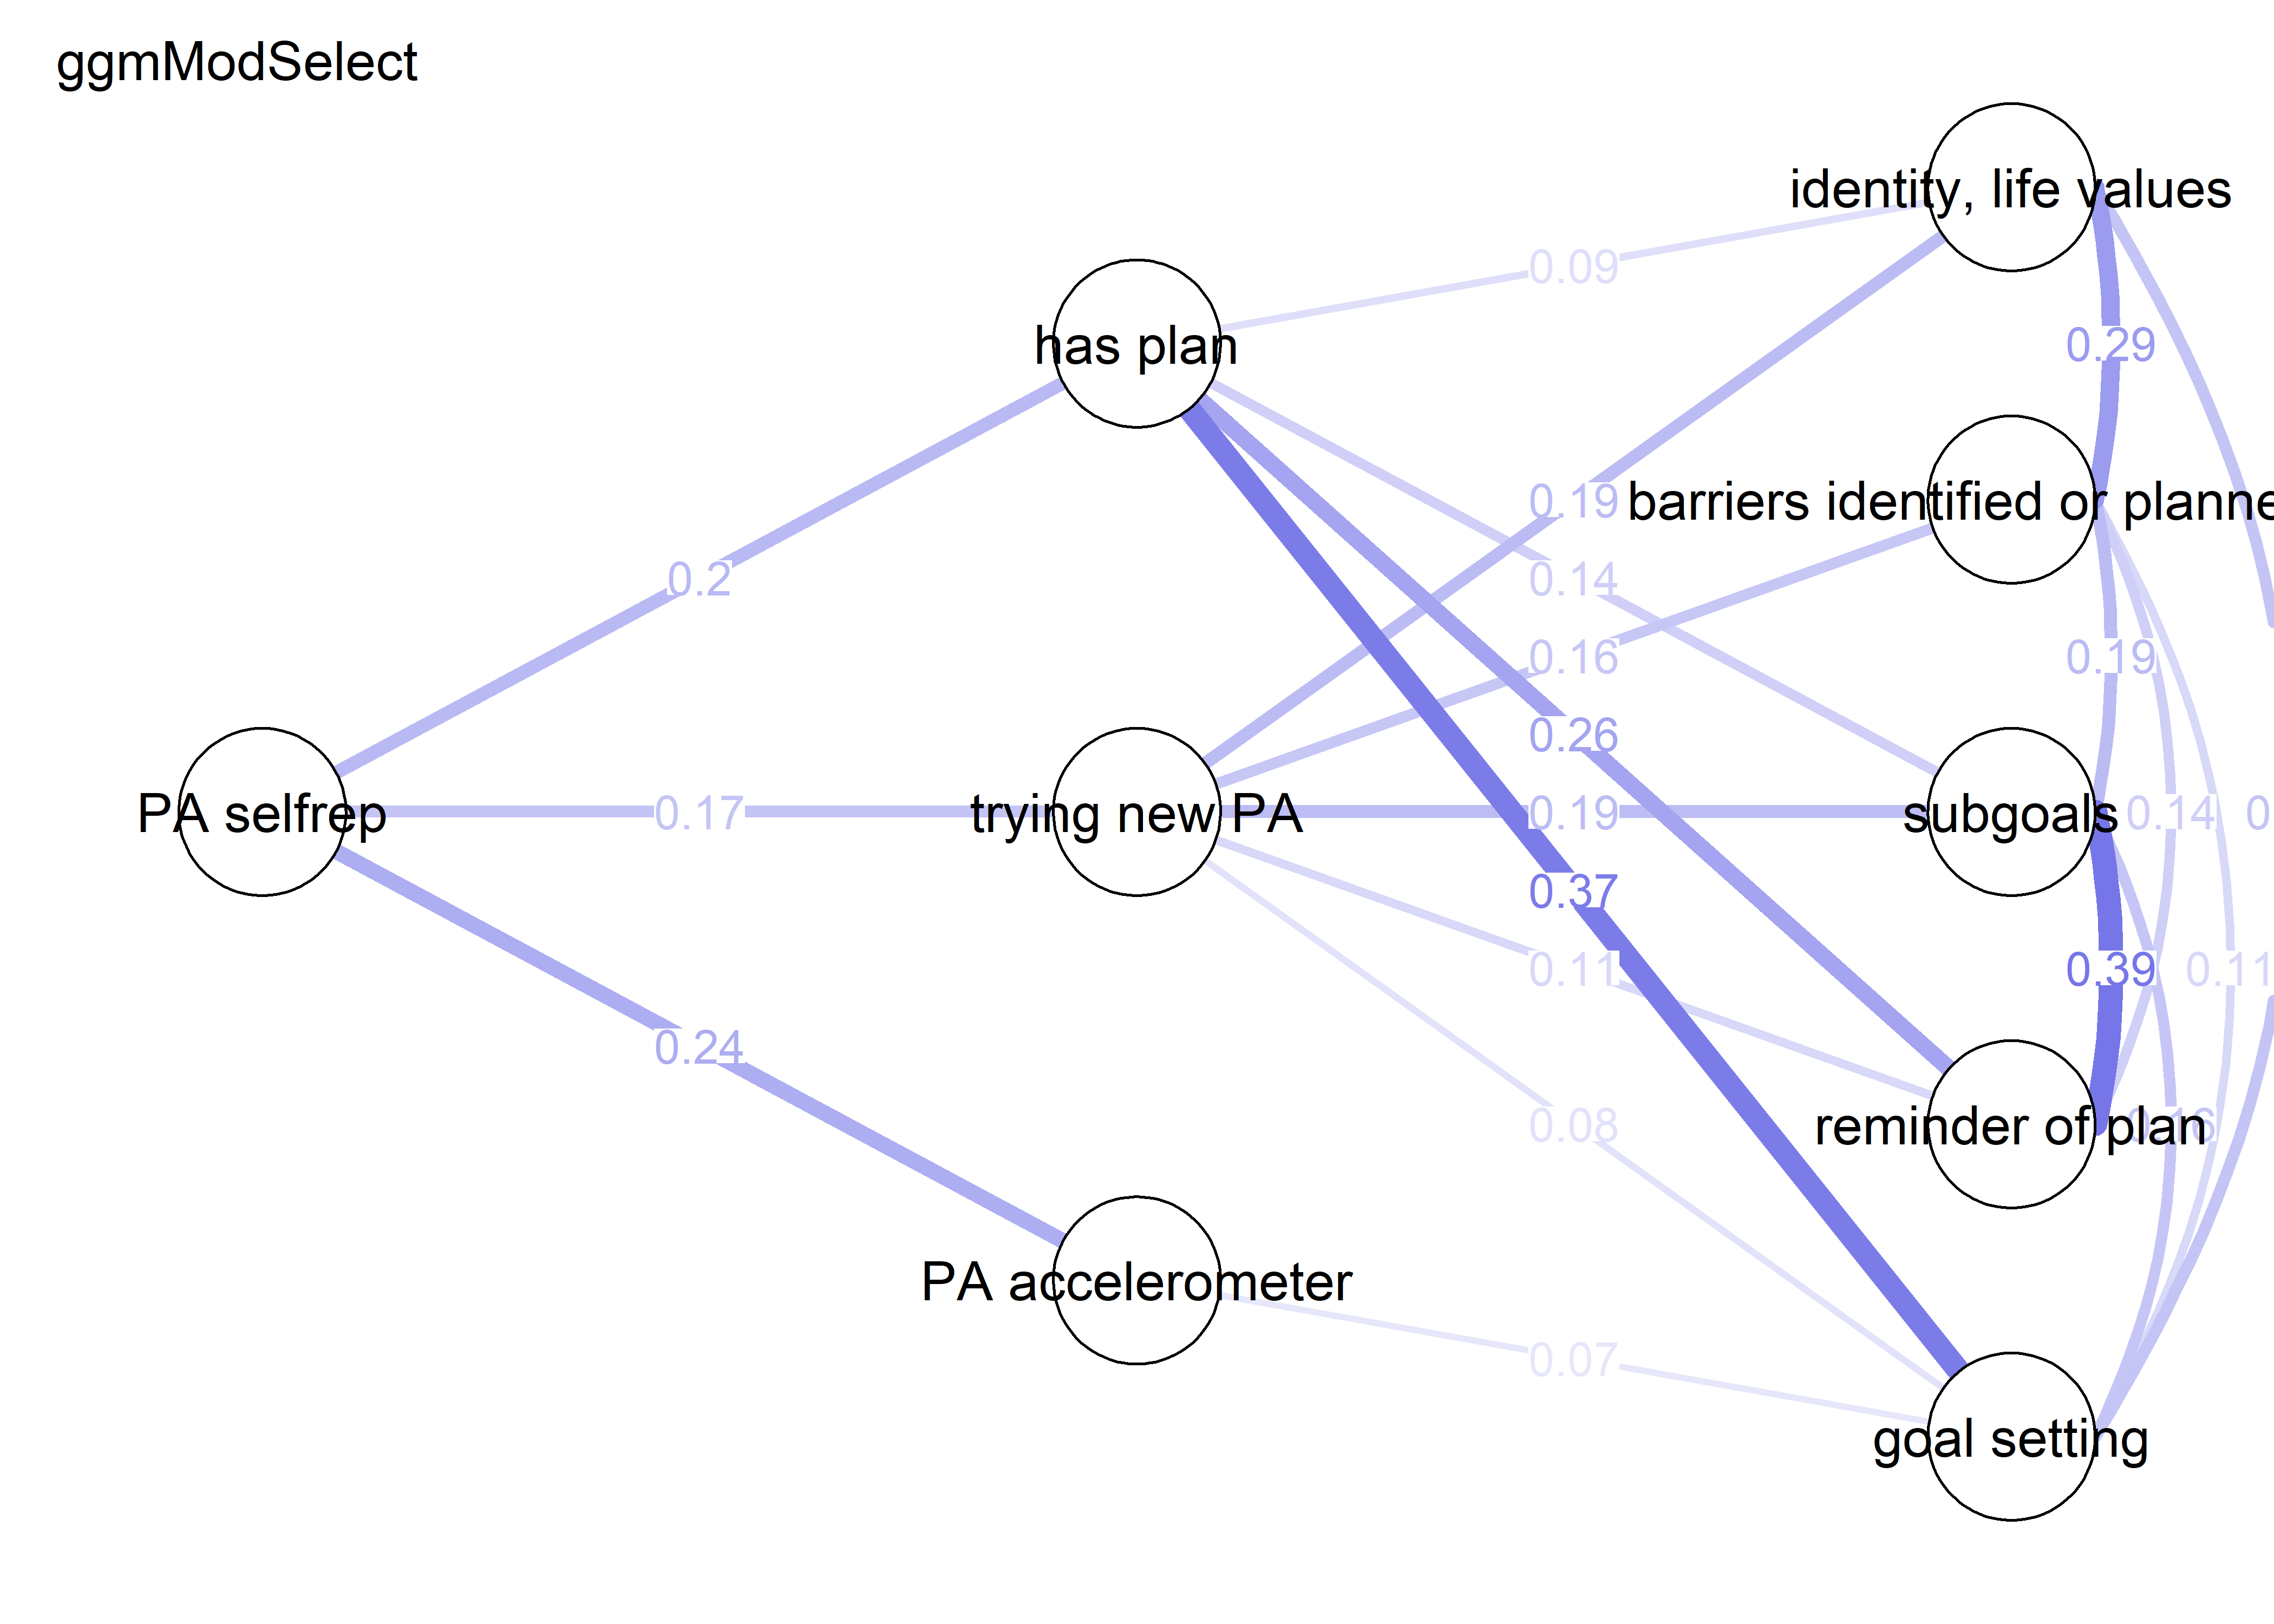 ggmModSelect
identity, life values
0.09
has plan
0.29
0.19
barriers identified or planne
0.2
0.14
0.16
0.19
0.26
PA selfrep
0.17
trying new PA
0.19
subgoals
0.14
0.37
0.11
0.39
0.11
0.24
0.08
reminder of plan
0.16
PA accelerometer
0.07
goal setting